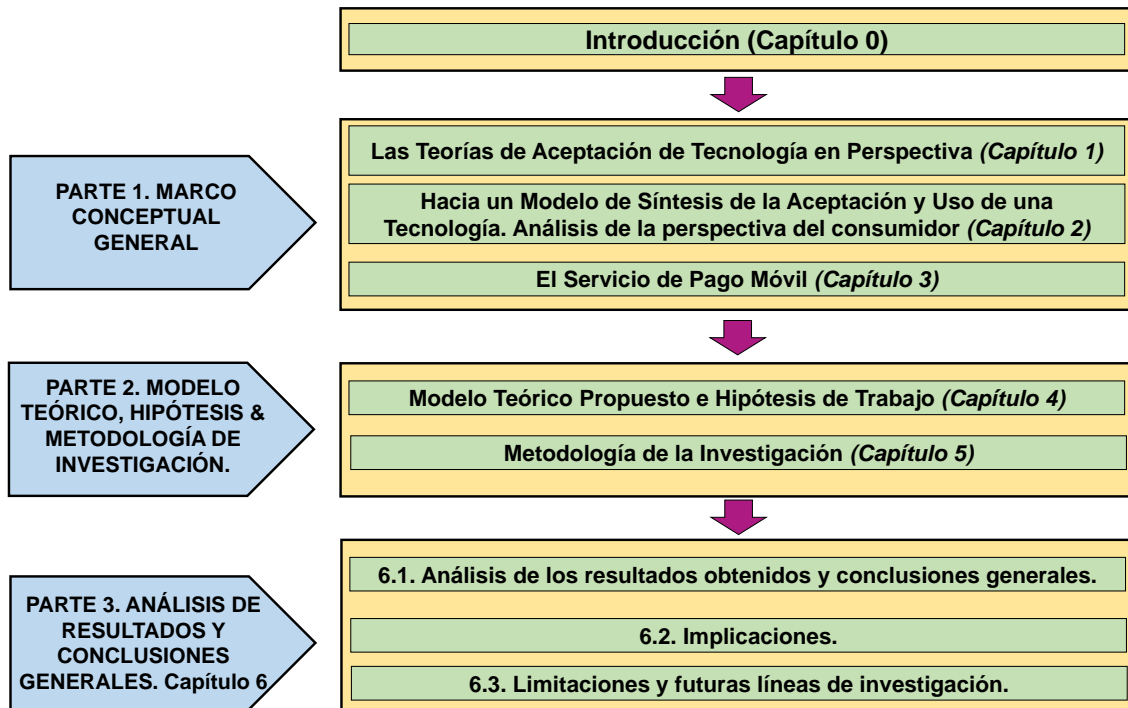 Introducción (Capítulo 0)
PARTE 1. MARCO
CONCEPTUAL
GENERAL
Las Teorías de Aceptación de Tecnología en Perspectiva (Capítulo 1)
Hacia un Modelo de Síntesis de la Aceptación y Uso de una
Tecnología. Análisis de la perspectiva del consumidor (Capítulo 2)
El Servicio de Pago Móvil (Capítulo 3)
PARTE 2. MODELO
TEÓRICO, HIPÓTESIS &
METODOLOGÍA DE
INVESTIGACIÓN.
Modelo Teórico Propuesto e Hipótesis de Trabajo (Capítulo 4)
Metodología de la Investigación (Capítulo 5)
PARTE 3. ANÁLISIS DE
RESULTADOS Y
CONCLUSIONES
GENERALES. Capítulo 6
6.1. Análisis de los resultados obtenidos y conclusiones generales.
6.2. Implicaciones.
6.3. Limitaciones y futuras líneas de investigación.